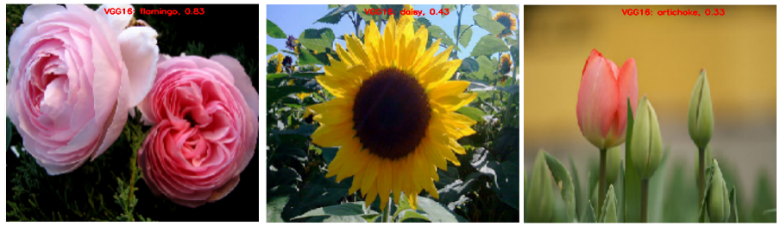 VGG16: flamingo, 0.83
VGG16: daisy, 0.43
VGG16: artichoke, 0.33